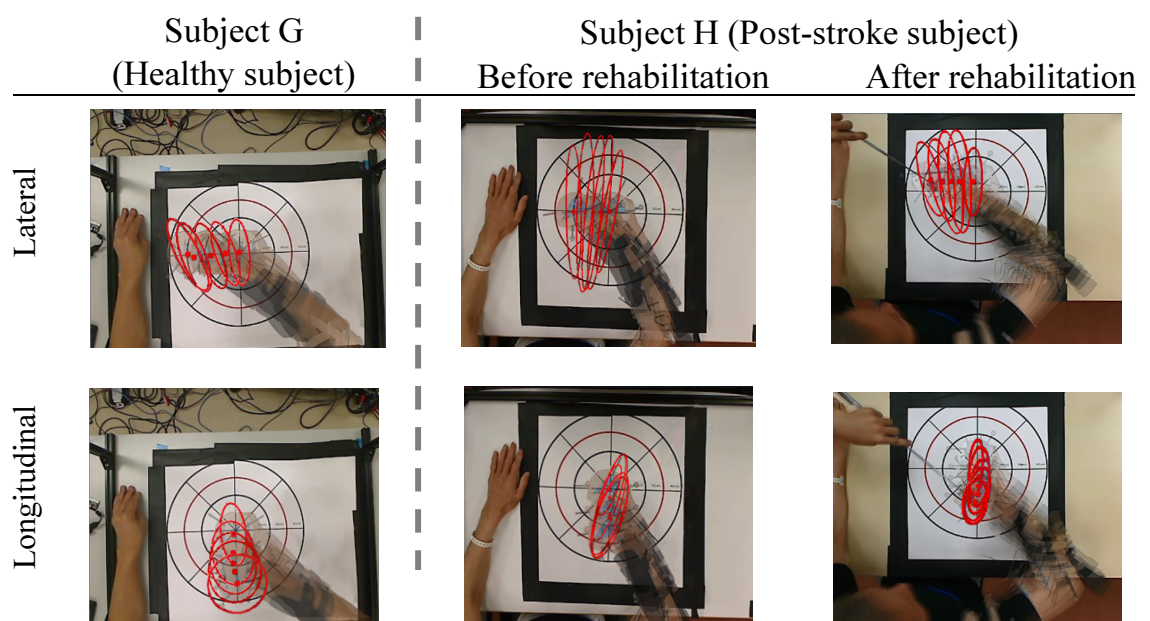 Subject G
(Healthy subject)
Subject H (Post-stroke subject)
Before rehabilitation
After rehabilitation
Lateral
Longitudinal